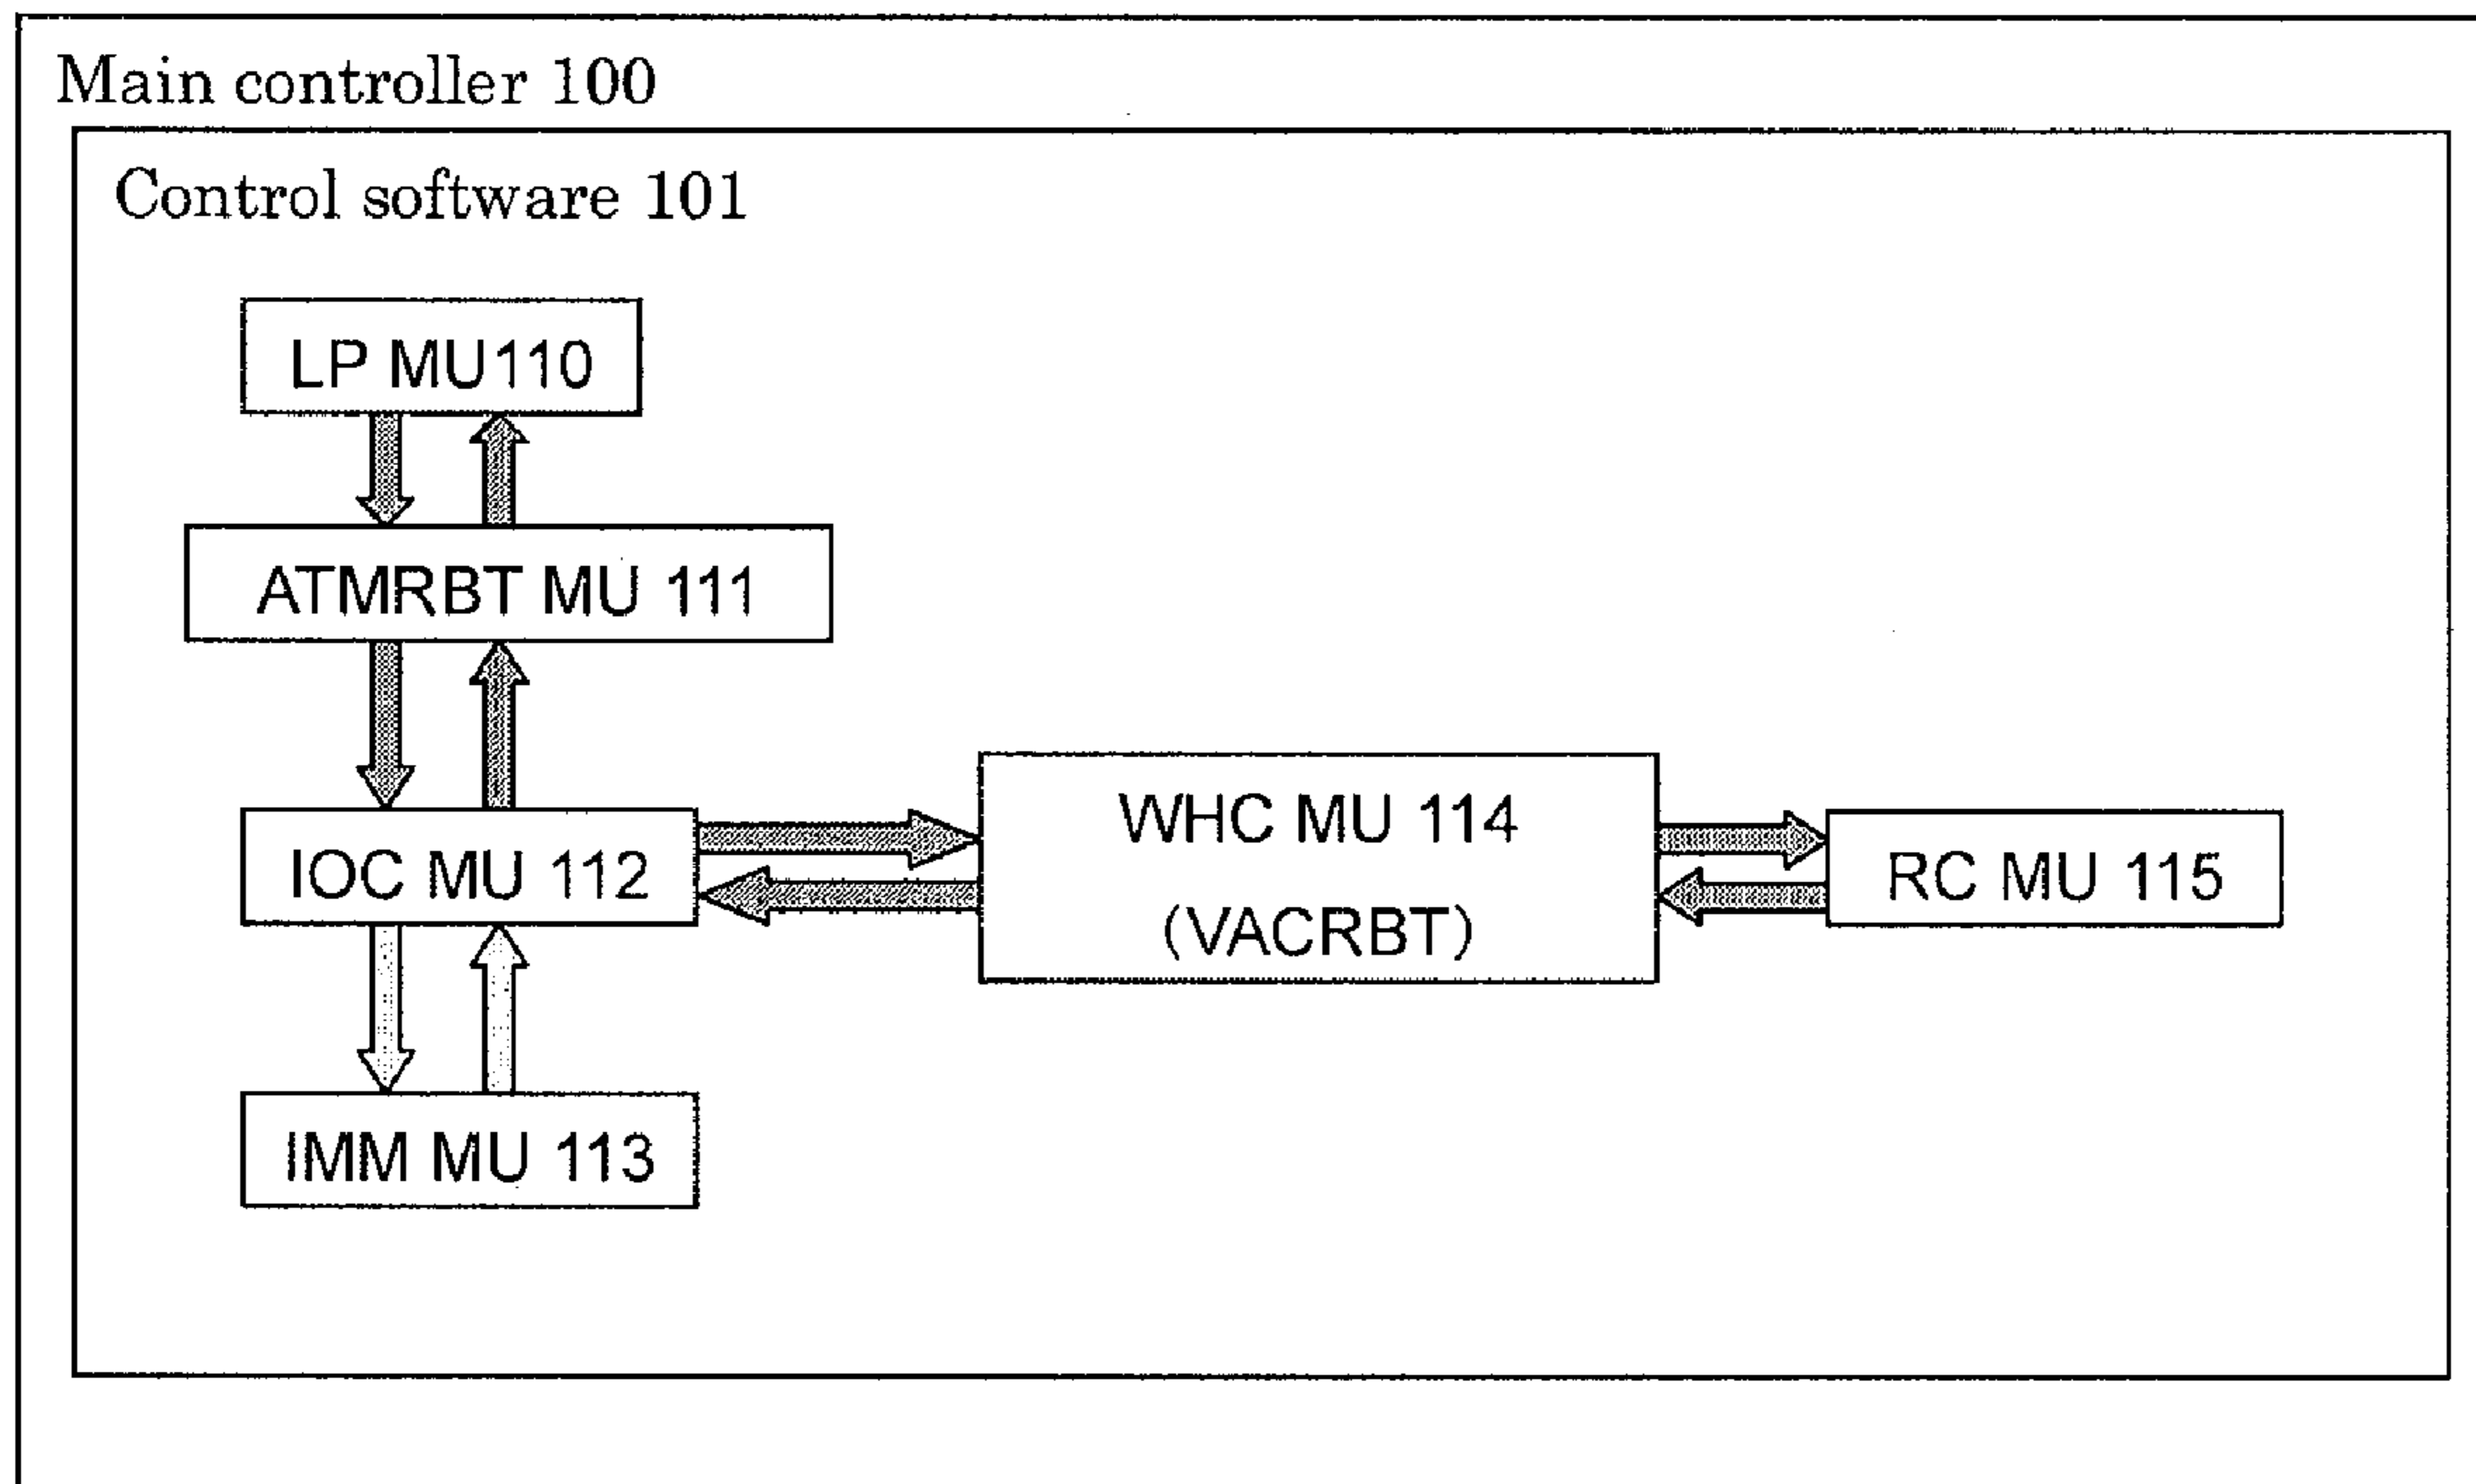 Main controller 100
Control software 101
LP MU110
ATMRBT MU 111
IOC MU 112
WHC MU 114
(VACRBT)
RC MU 115
IMM MU 113